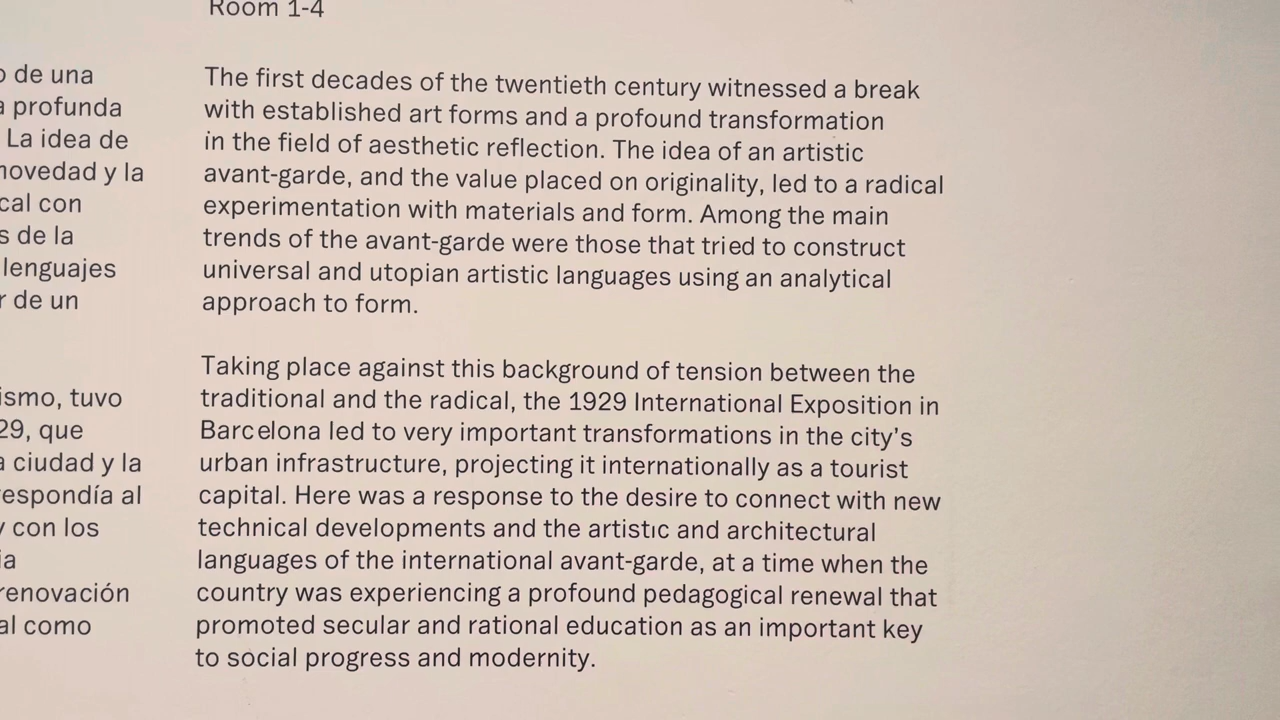 o de una
a profunda
La idea de
novedad y la
cal con
s de la
lenguajes
r de un
ismo, tuvo
29, que
a ciudad y la
respondía al
y con los
ia
renovación
al como
Room 1-4
The first decades of the twentieth century witnessed a break
with established art forms and a profound transformation
in the field of aesthetic reflection. The idea of an artistic
avant-garde, and the value placed on originality, led to a radical
experimentation with materials and form. Among the main
trends of the avant-garde were those that tried to construct
universal and utopian artistic languages using an analytical
approach to form.
Taking place against this background of tension between the
traditional and the radical, the 1929 International Exposition in
Barcelona led to very important transformations in the city's
urban infrastructure, projecting it internationally as a tourist
capital. Here was a response to the desire to connect with new
technical developments and the artistic and architectural
languages of the international avant-garde, at a time when the
country was experiencing a profound pedagogical renewal that
promoted secular and rational education as an important key
to social progress and modernity.